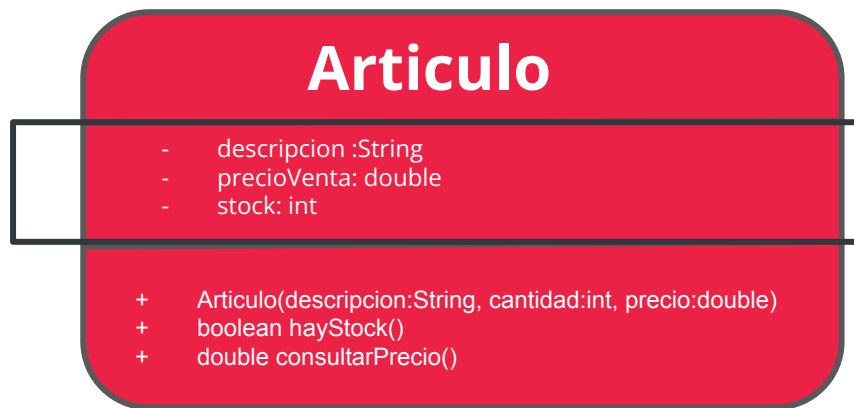 Articulo
- descripcion :String
- precioVenta: double
- stock: int
+ Articulo(descripcion:String, cantidad:int, precio:double)
+ boolean hayStock()
+ double consultarPrecio()